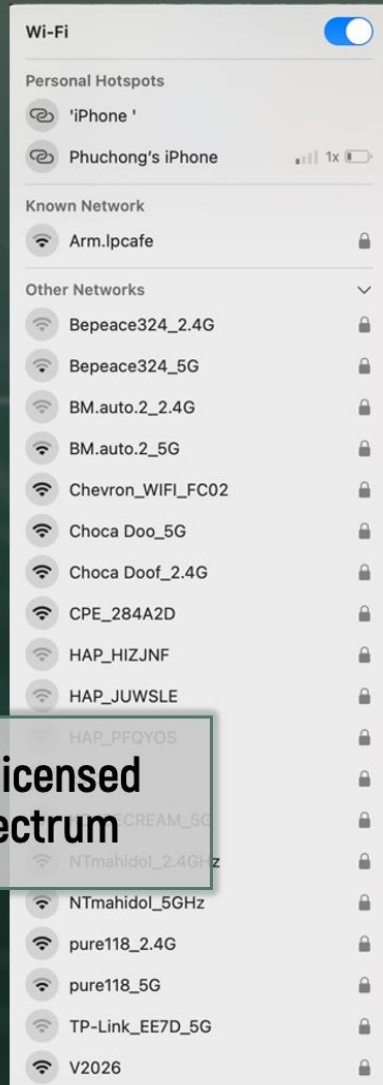 Wi-Fi
Personal Hotspots
'iPhone '
Phuchong's iPhone 1x
Known Network
Arm.lpcafe
Other Networks
Bepeace324_2.4G
Bepeace324_5G
BM.auto.2_2.4G
BM.auto.2_5G
Chevron_WIFI_FC02
Choca Doo_5G
Choca Doof_2.4G
CPE_284A2D
HAP_HIZJNF
HAP_JUWSLE
HAP_PFQYOS
icensed
ectrum
NTmahidol_2.4GHz
NTmahidol_5GHz
pure118_2.4G
pure118_5G
TP-Link_EE7D_5G
V2026